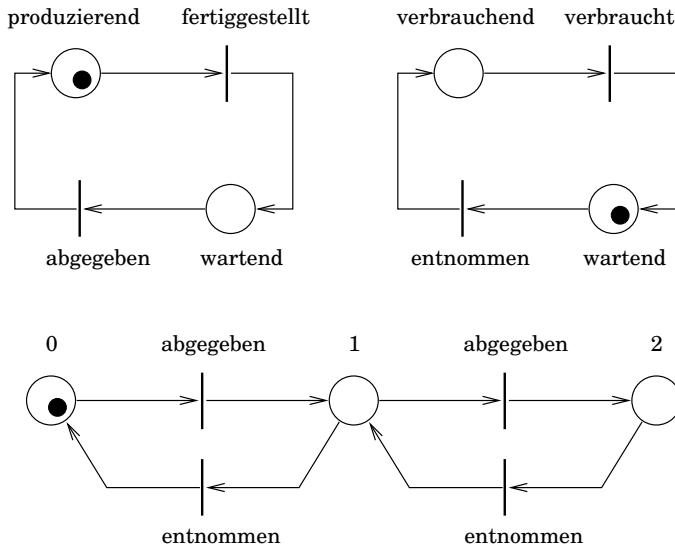 produzierend fertiggestellt verbrauchend verbraucht
abgegeben wartend entnommen wartend
0 abgegeben 1 abgegeben 2
entnommen entnommen